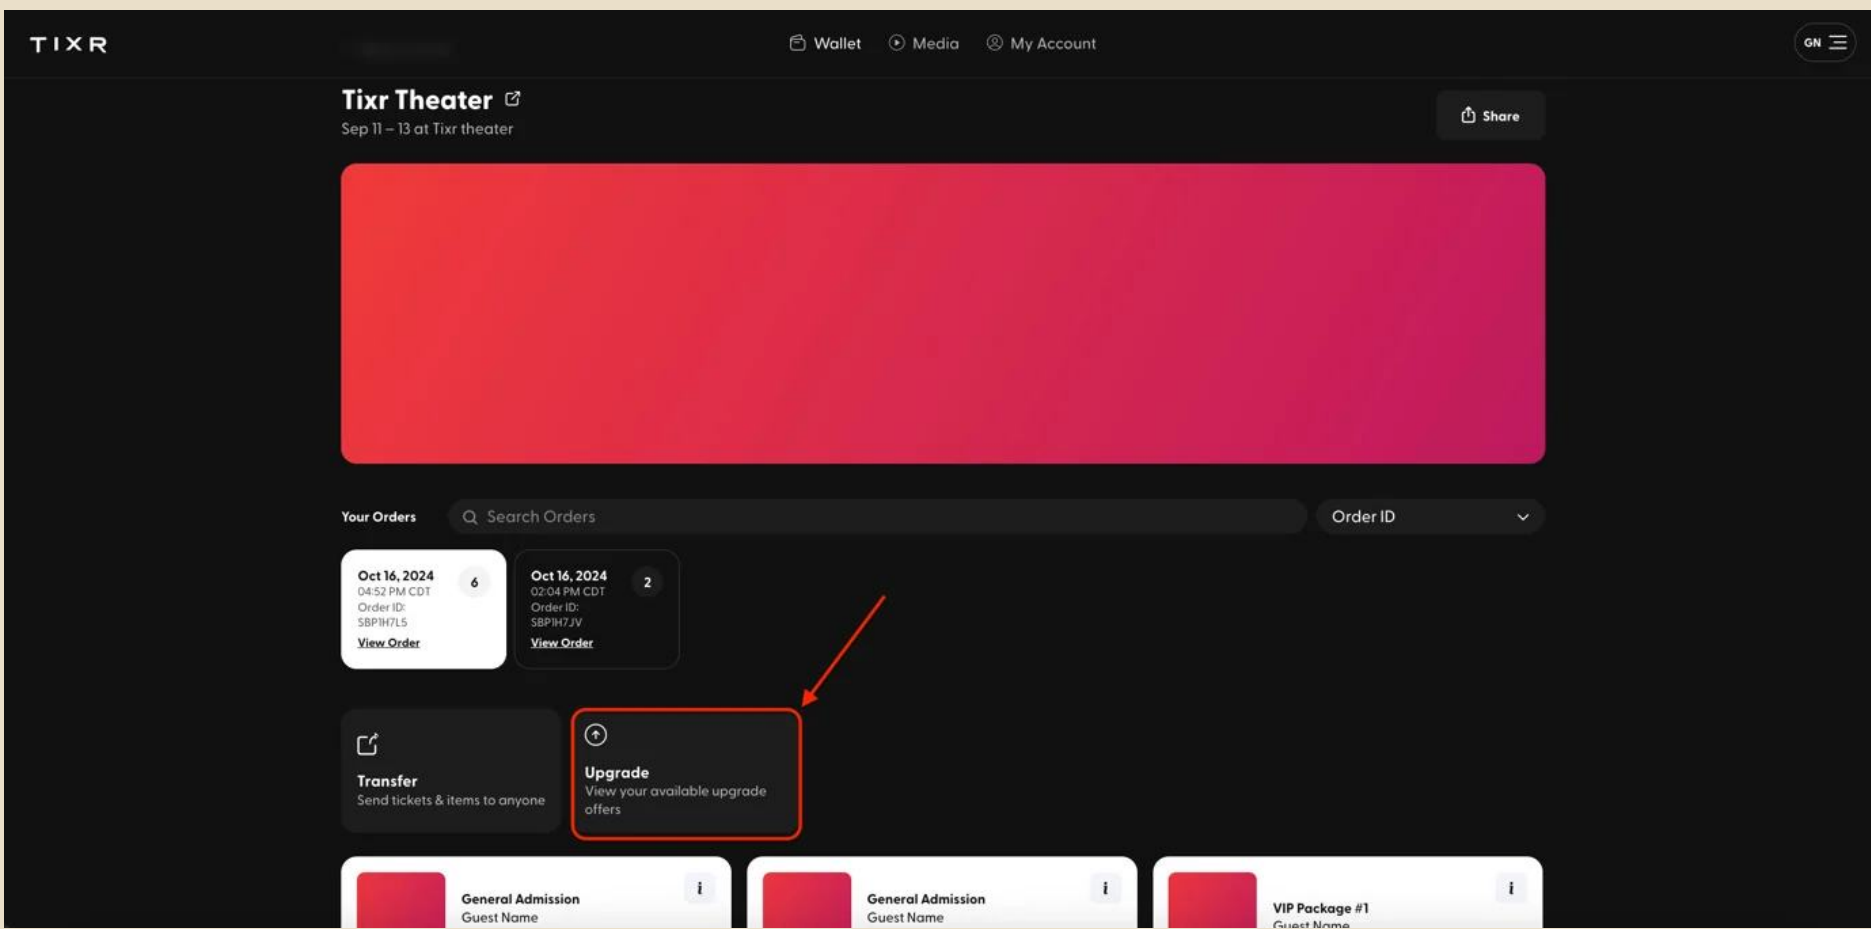 TIXR
Wallet
Media
My Account
GN
Tixr Theater
Sep 11 – 13 at Tixr theater
Share
Your Orders
Search Orders
Order ID
Oct 16, 2024
04:52 PM CDT
Order ID:
SBP1H7L5
View Order
6
Oct 16, 2024
02:04 PM CDT
Order ID:
SBP1H7JV
View Order
2
Transfer
Send tickets & items to anyone
Upgrade
View your available upgrade
offers
General Admission
Guest Name
i
General Admission
Guest Name
i
VIP Package #1
Guest Name
i